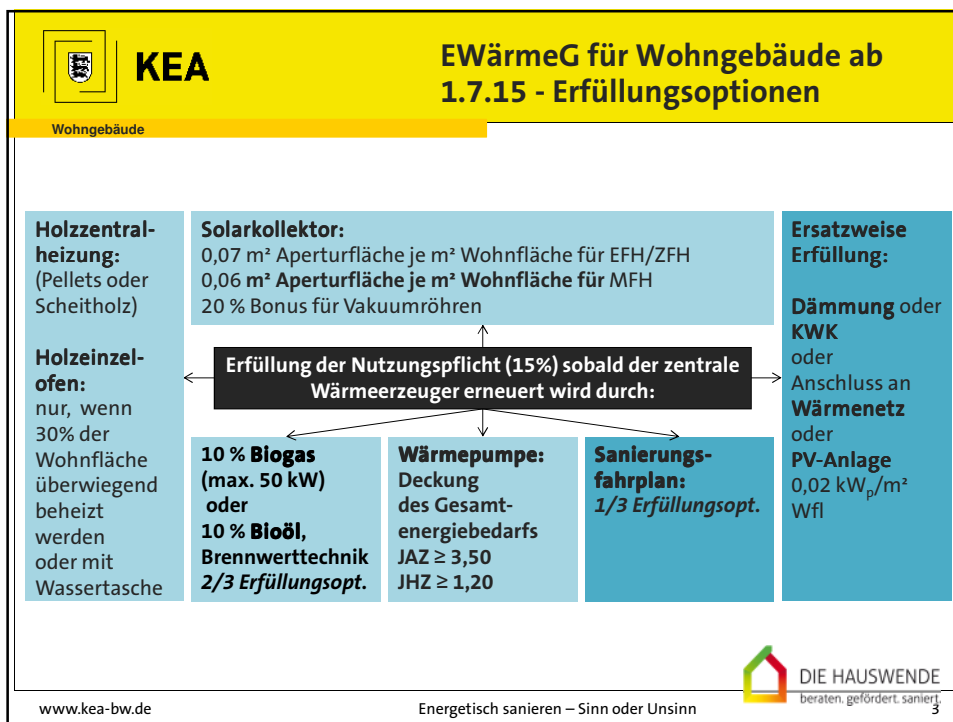 KEA
EWärmeG für Wohngebäude ab
1.7.15 - Erfüllungsoptionen
Wohngebäude
Holzzentral-
heizung:
(Pellets oder
Scheitholz)
Holzeinzel-
ofen:
nur, wenn
30% der
Wohnfläche
überwiegend
beheizt
werden
oder mit
Wassertasche
Solarkollektor:
0,07 m² Aperturfläche je m² Wohnfläche für EFH/ZFH
0,06 m² Aperturfläche je m² Wohnfläche für MFH
20 % Bonus für Vakuumröhren
Erfüllung der Nutzungspflicht (15%) sobald der zentrale
Wärmeerzeuger erneuert wird durch:
10 % Biogas
(max. 50 kW)
oder
10 % Bioöl,
Brennwerttechnik
2/3 Erfüllungsopt.
Wärmepumpe:
Deckung
des Gesamt-
energiebedarfs
JAZ ≥ 3,50
JHZ ≥ 1,20
Sanierungs-
fahrplan:
1/3 Erfüllungsopt.
Ersatzweise
Erfüllung:
Dämmung oder
KWK
oder
Anschluss an
Wärmenetz
oder
PV-Anlage
0,02 kWp/m²
Wfl
DIE HAUSWENDE
beraten. gefördert. saniert.
www.kea-bw.de
Energetisch sanieren – Sinn oder Unsinn
3